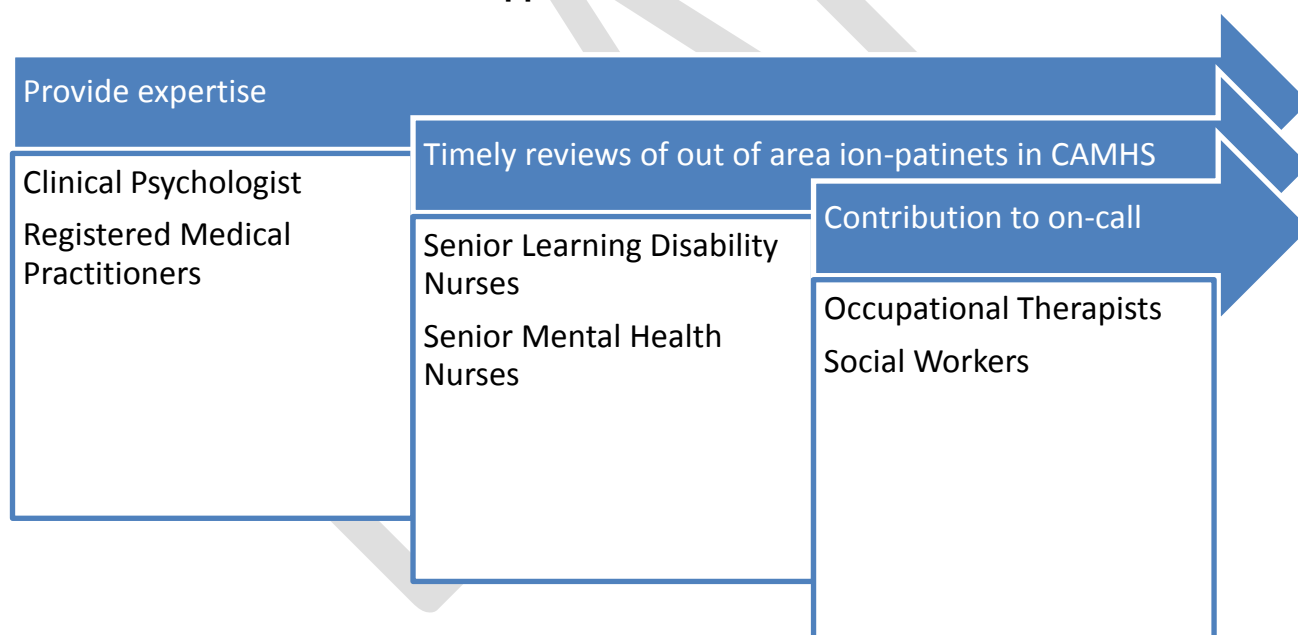 Provide expertise
Clinical Psychologist
Registered Medical
Practitioners
Timely reviews of out of area ion-patinets in CAMHS
Senior Learning Disability
Nurses
Senior Mental Health
Nurses
Contribution to on-call
Occupational Therapists
Social Workers